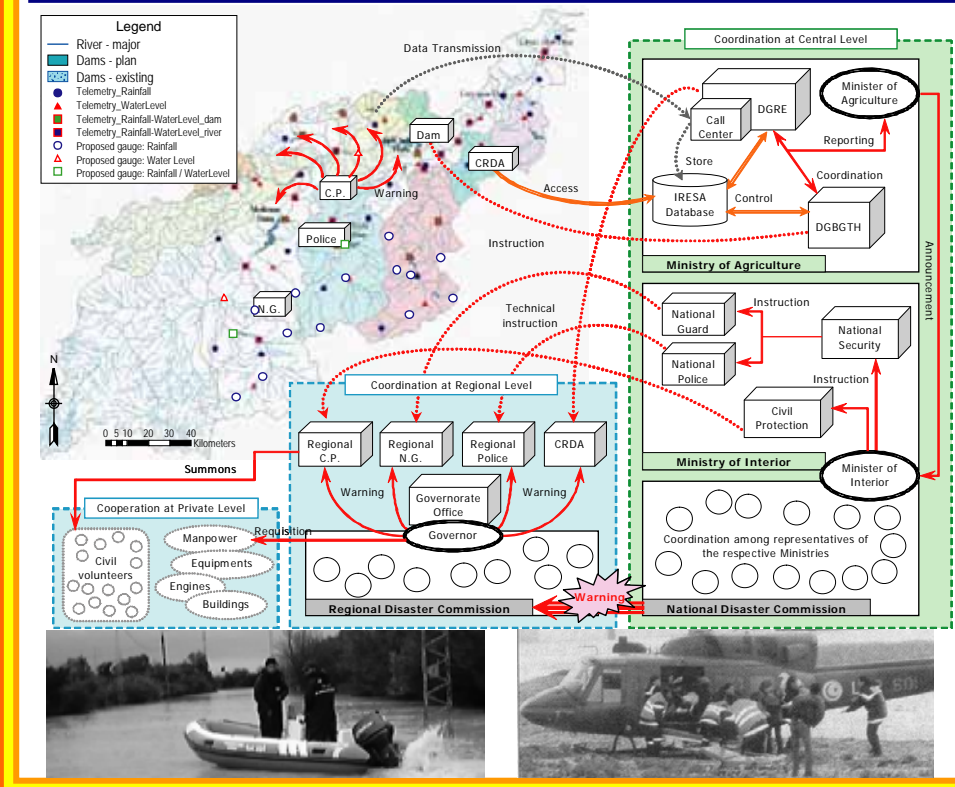 Legend
River - major
Dams - plan
Dams - existing
Telemetry_Rainfall
Telemetry_WaterLevel
Telemetry_Rainfall-WaterLevel_dam
Telemetry_Rainfall-WaterLevel_river
Proposed gauge: Rainfall
Proposed gauge: Water Level
Proposed gauge: Rainfall / WaterLevel
Data Transmission
Dam
CRDA
C.P.
Warning
Police
N.G.
Access
Instruction
Technical
instruction
N
0 5 10 20 30 40
Kilometers
Coordination at Central Level
DGRE
Call
Center
Minister of
Agriculture
Reporting
Store
Coordination
IRESA
Database
Control
DGBGTH
Ministry of Agriculture
Announcement
National
Guard
Instruction
National
Security
National
Police
Instruction
Civil
Protection
Ministry of Interior
Minister of
Interior
Coordination among representatives of
the respective Ministries
National Disaster Commission
Coordination at Regional Level
Regional
C.P.
Regional
N.G.
Regional
Police
CRDA
Warning
Governorate
Office
Warning
Governor
Regional Disaster Commission
Warning
Summons
Cooperation at Private Level
Requisition
Civil
volunteers
Manpower
Equipments
Engines
Buildings